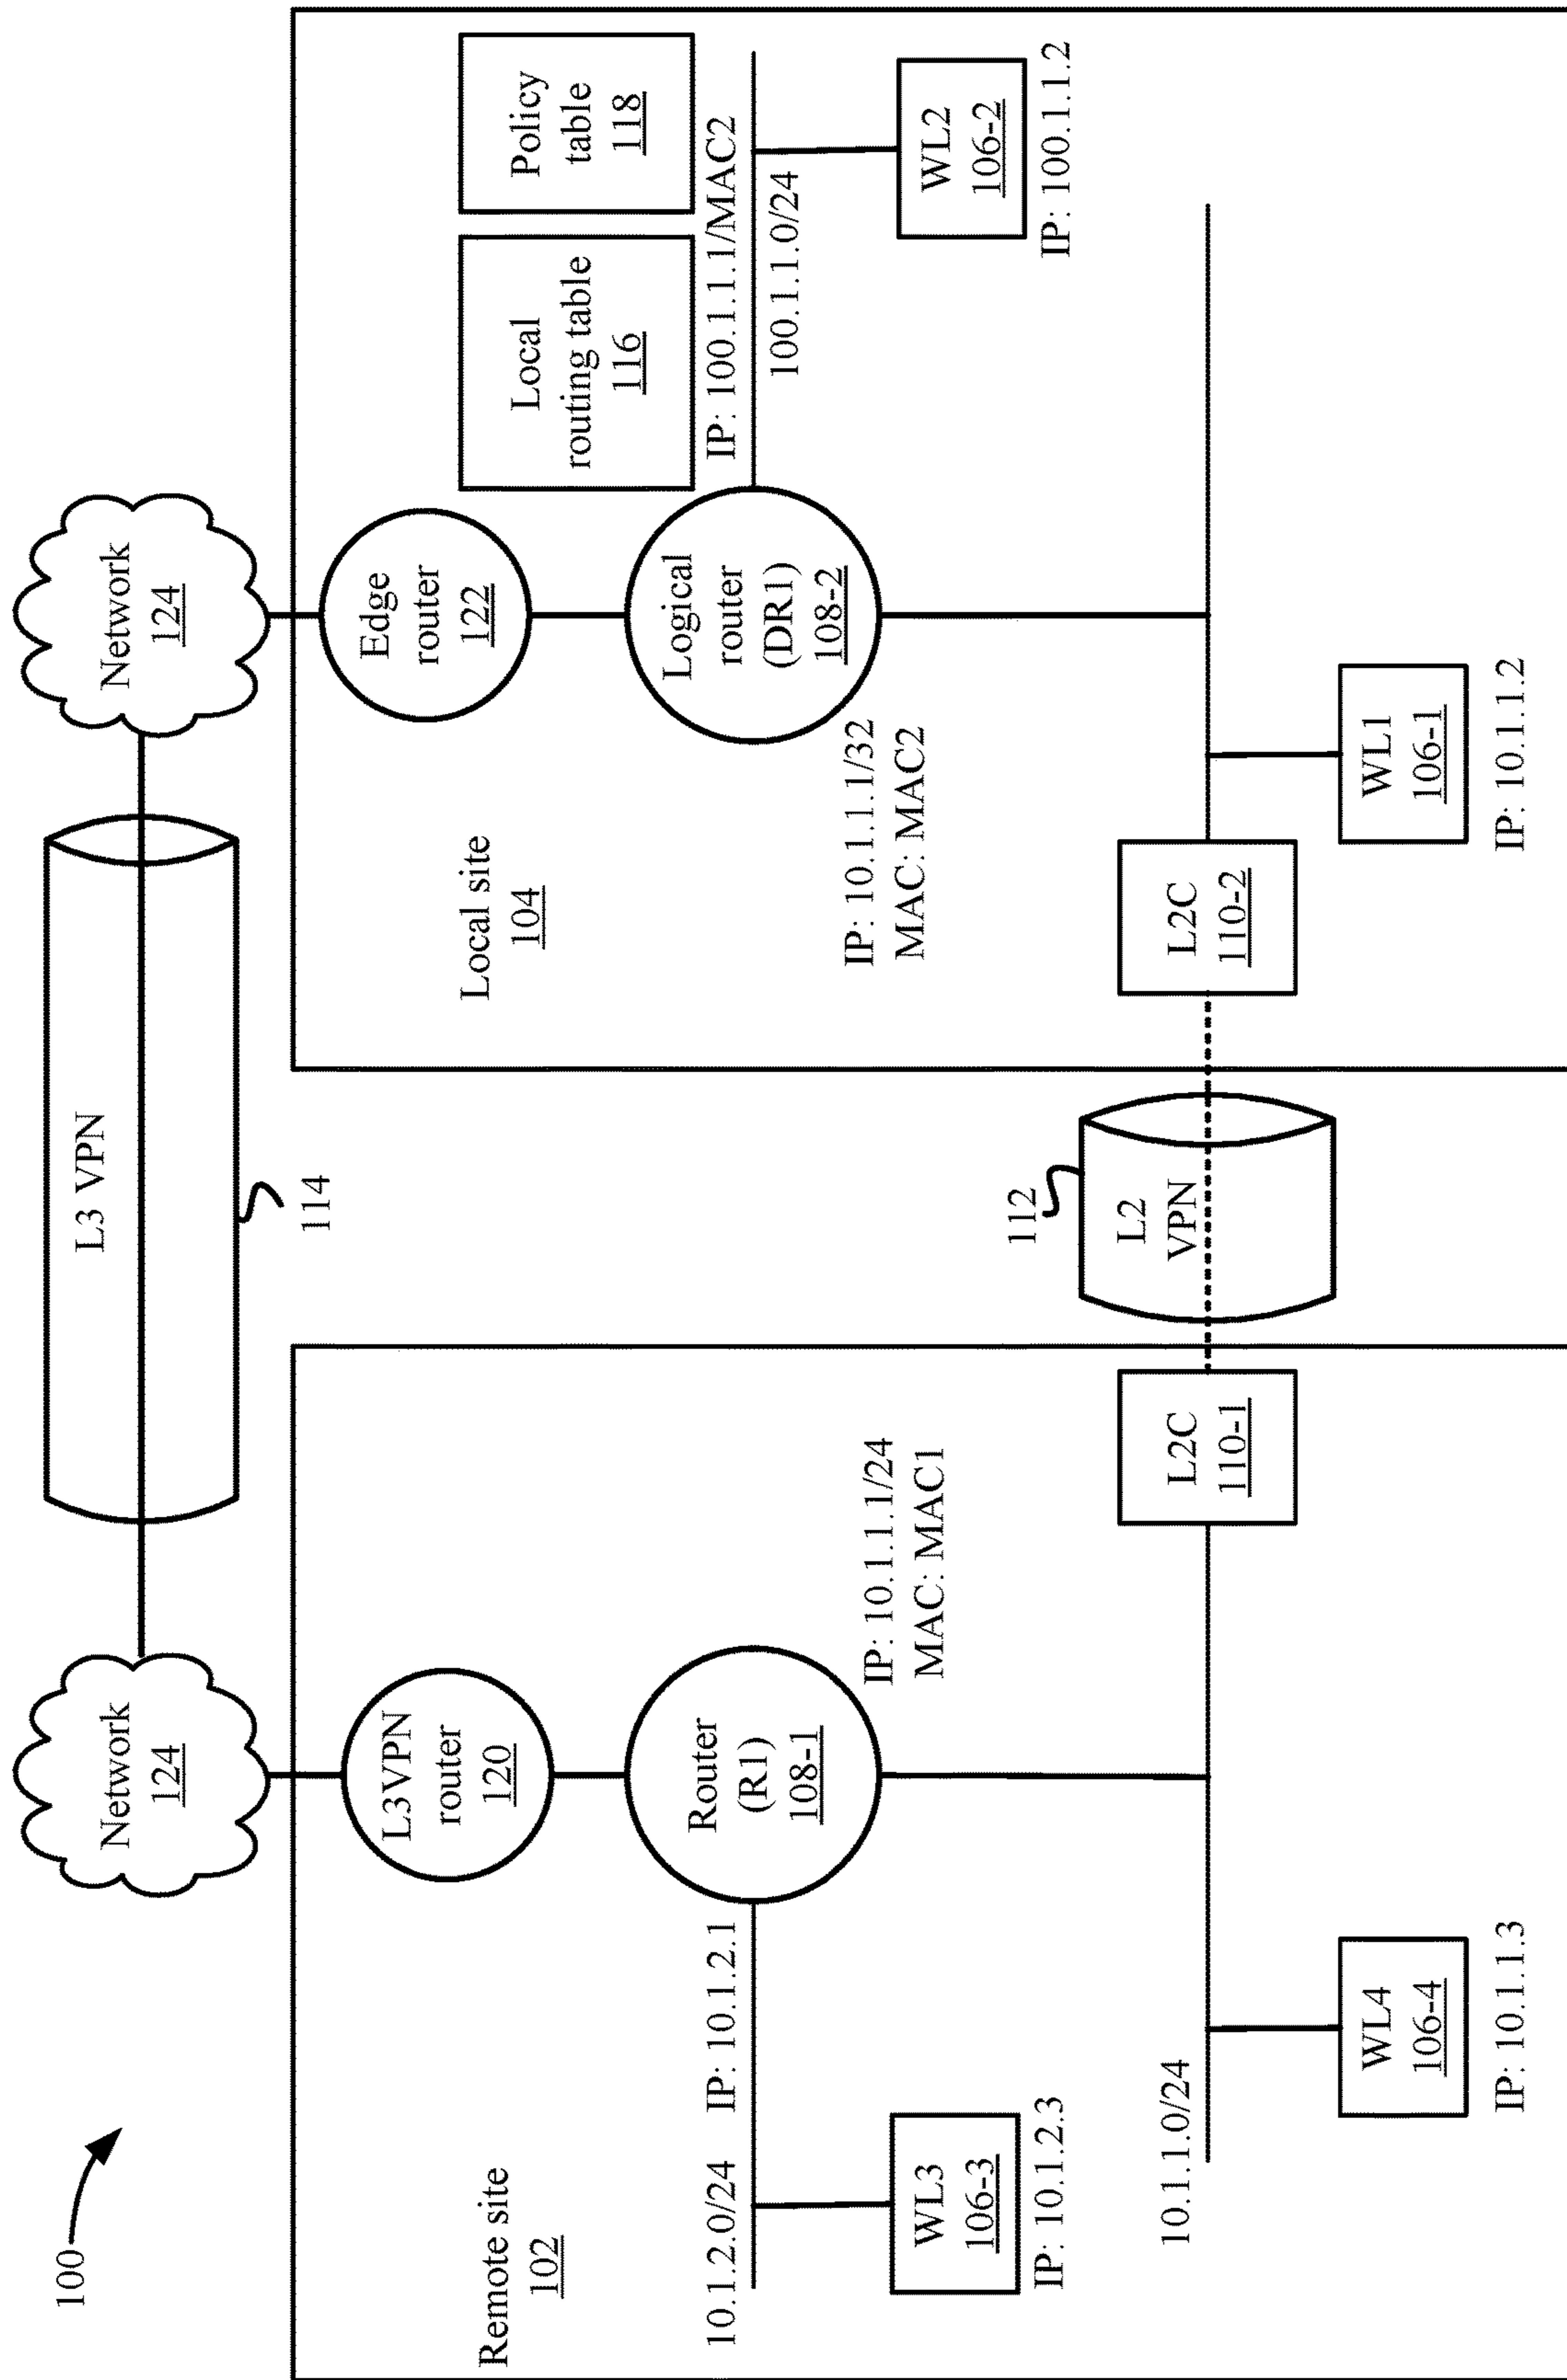 100
Network
124
L3 VPN
114
Network
124
Remote site
102
L3VPN
router
120
Router
(R1)
108-1
10.1.2.0/24
IP: 10.1.2.1
WL3
106-3
IP: 10.1.2.3
IP: 10.1.1.1/24
MAC: MAC1
10.1.1.0/24
WL4
106-4
IP: 10.1.1.3
L2C
110-1
112
L2
VPN
Local site
104
Edge
router
122
Local
routing table
116
Policy
table
118
Logical
router
(DR1)
108-2
IP: 100.1.1.1/MAC2
100.1.1.0/24
WL2
106-2
IP: 100.1.1.2
IP: 10.1.1.1/32
MAC: MAC2
L2C
110-2
WL1
106-1
IP: 10.1.1.2